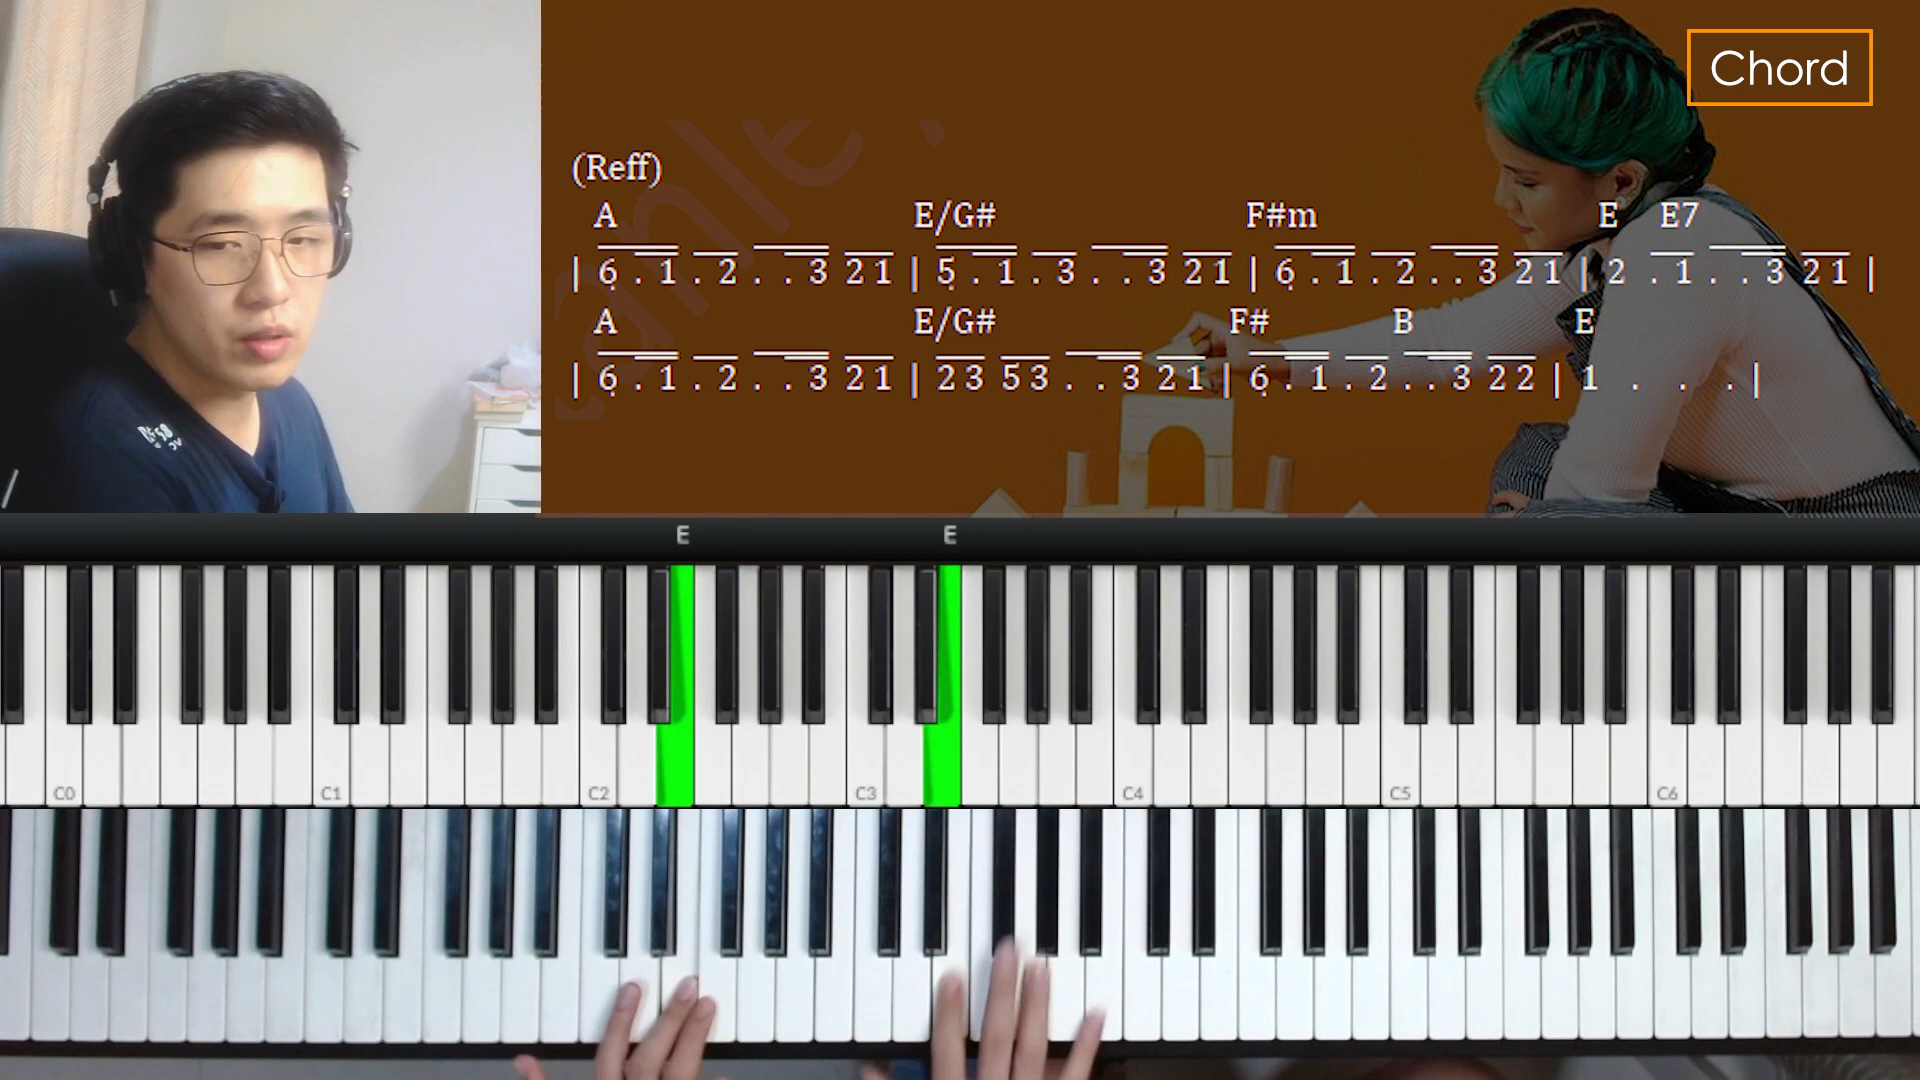 Chord
(Reff)
A E/G# F#m E E7
| 6̣ . 1 . 2 . . 3 2 1 | 5̣ . 1 . 3 . . 3 2 1 | 6̣ . 1 . 2 . . 3 2 1 | 2 . 1 . . 3 2 1 |
A E/G# F# B E
| 6̣ . 1 . 2 . . 3 2 1 | 2 3 5 3 . . 3 2 1 | 6̣ . 1 . 2 . . 3 2 2 | 1 . . . |
E E
C0 C1 C2 C3 C4 C5 C6